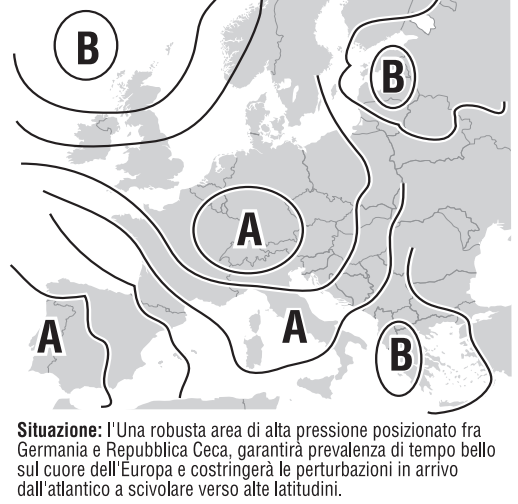 B
B
A
A
A
B
Situazione: l'Una robusta area di alta pressione posizionato fra
Germania e Repubblica Ceca, garantirà prevalenza di tempo bello
sul cuore dell'Europa e costringerà le perturbazioni in arrivo
dall'atlantico a scivolare verso alte latitudini.